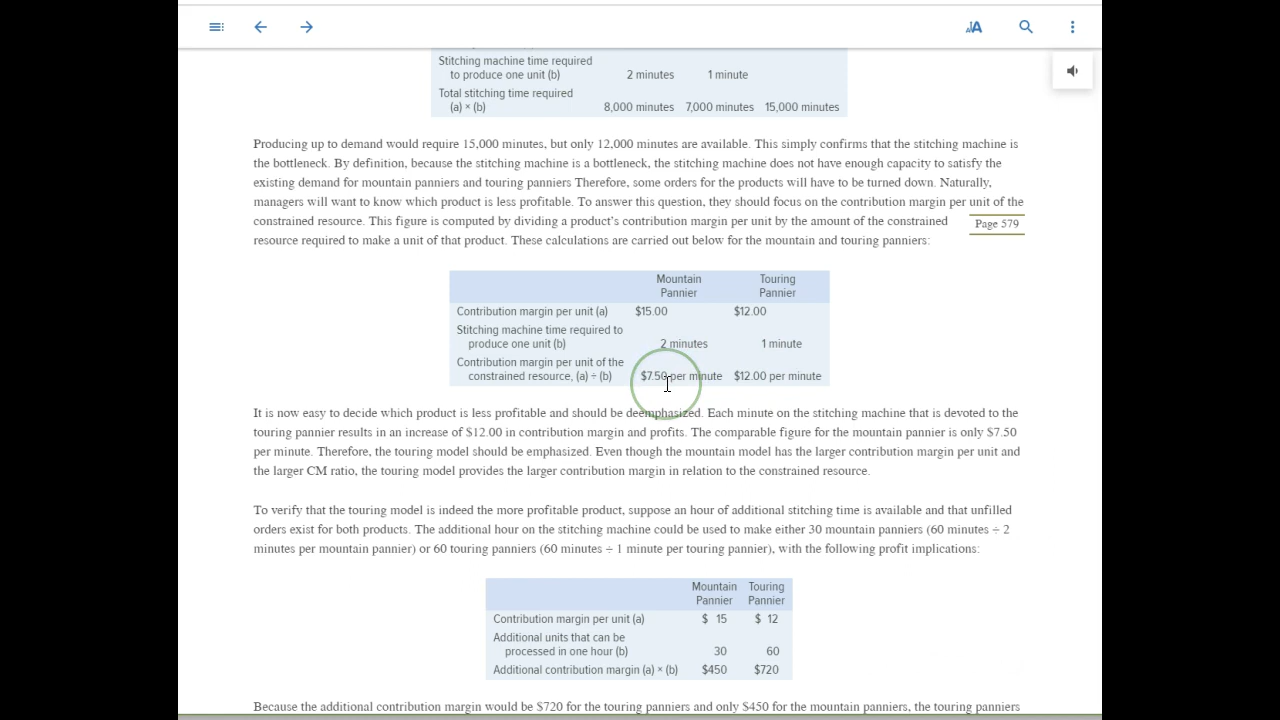 AA
Stitching machine time required
to produce one unit (b) 2 minutes 1 minute
Total stitching time required
(a) × (b) 8,000 minutes 7,000 minutes 15,000 minutes
Producing up to demand would require 15,000 minutes, but only 12,000 minutes are available. This simply confirms that the stitching machine is
the bottleneck. By definition, because the stitching machine is a bottleneck, the stitching machine does not have enough capacity to satisfy the
existing demand for mountain panniers and touring panniers Therefore, some orders for the products will have to be turned down. Naturally,
managers will want to know which product is less profitable. To answer this question, they should focus on the contribution margin per unit of the
constrained resource. This figure is computed by dividing a product's contribution margin per unit by the amount of the constrained
Page 579
resource required to make a unit of that product. These calculations are carried out below for the mountain and touring panniers:
Mountain Touring
Pannier Pannier
Contribution margin per unit (a) $15.00 $12.00
Stitching machine time required to
produce one unit (b) 2 minutes 1 minute
Contribution margin per unit of the
constrained resource, (a) ÷ (b) $7.50 per minute $12.00 per minute
It is now easy to decide which product is less profitable and should be deemphasized. Each minute on the stitching machine that is devoted to the
touring pannier results in an increase of $12.00 in contribution margin and profits. The comparable figure for the mountain pannier is only $7.50
per minute. Therefore, the touring model should be emphasized. Even though the mountain model has the larger contribution margin per unit and
the larger CM ratio, the touring model provides the larger contribution margin in relation to the constrained resource.
To verify that the touring model is indeed the more profitable product, suppose an hour of additional stitching time is available and that unfilled
orders exist for both products. The additional hour on the stitching machine could be used to make either 30 mountain panniers (60 minutes ÷ 2
minutes per mountain pannier) or 60 touring panniers (60 minutes ÷ 1 minute per touring pannier), with the following profit implications:
Mountain Touring
Pannier Pannier
Contribution margin per unit (a) $ 15 $ 12
Additional units that can be
processed in one hour (b) 30 60
Additional contribution margin (a) × (b) $450 $720
Because the additional contribution margin would be $720 for the touring panniers and only $450 for the mountain panniers, the touring panniers